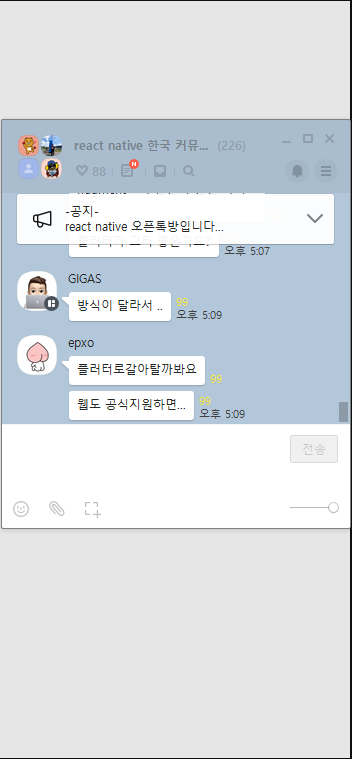 react native 한국 커뮤... (226)
88
N
-공지-
react native 오픈톡방입니다...
오후 5:07
GIGAS
방식이 달라서 ..
99
오후 5:09
epxo
플러터로갈아탈까봐요
99
웹도 공식지원하면...
99
오후 5:09
전송